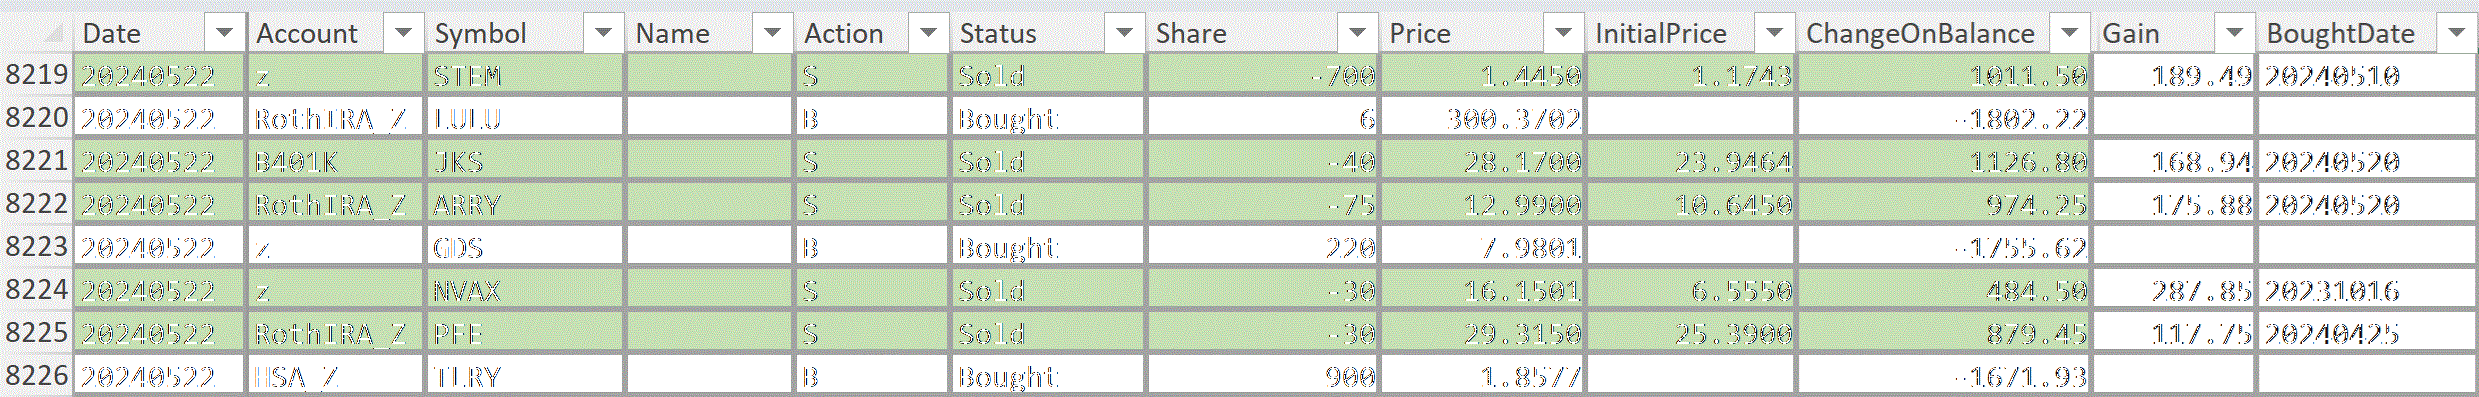 Date Account Symbol Name Action Status Share Price InitialPrice ChangeOnBalance Gain BoughtDate
8219 20240522 z STEM S Sold -700 1.4450 1.1743 1011.50 189.49 20240510
8220 20240522 RothIRA_Z LULU B Bought 6 300.3702 -1802.22
8221 20240522 B401K JKS S Sold -40 28.1700 23.9464 1126.80 168.94 20240520
8222 20240522 RothIRA_Z ARRY S Sold -75 12.9900 10.6450 974.25 175.88 20240520
8223 20240522 z GDS B Bought 220 7.9801 -1755.62
8224 20240522 z NVAX S Sold -30 16.1501 6.5550 484.50 287.85 20231016
8225 20240522 RothIRA_Z PFE S Sold -30 29.3150 25.3900 879.45 117.75 20240425
8226 20240522 HSA_Z TLRY B Bought 900 1.8577 -1671.93